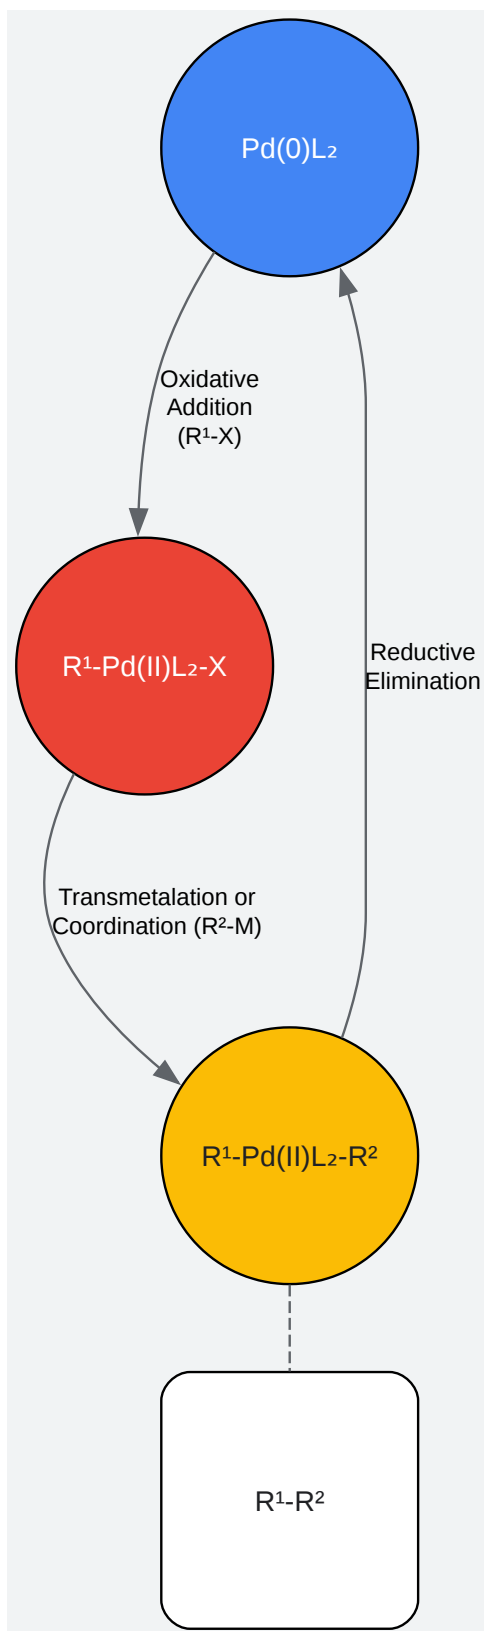 Pd(0)L₂
Oxidative
Addition
(R¹-X)
R¹-Pd(II)L₂-X
Reductive
Elimination
Transmetalation or
Coordination (R²-M)
R¹-Pd(II)L₂-R²
R¹-R²